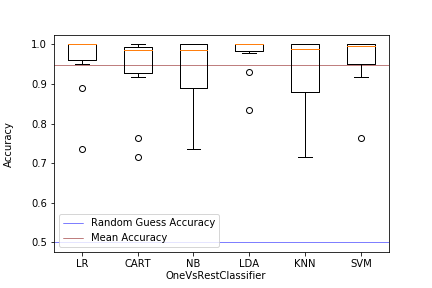 1.0
0.9
0.8
0.7
0.6
0.5
Accuracy
Random Guess Accuracy
Mean Accuracy
LR CART NB LDA KNN SVM
OneVsRestClassifier